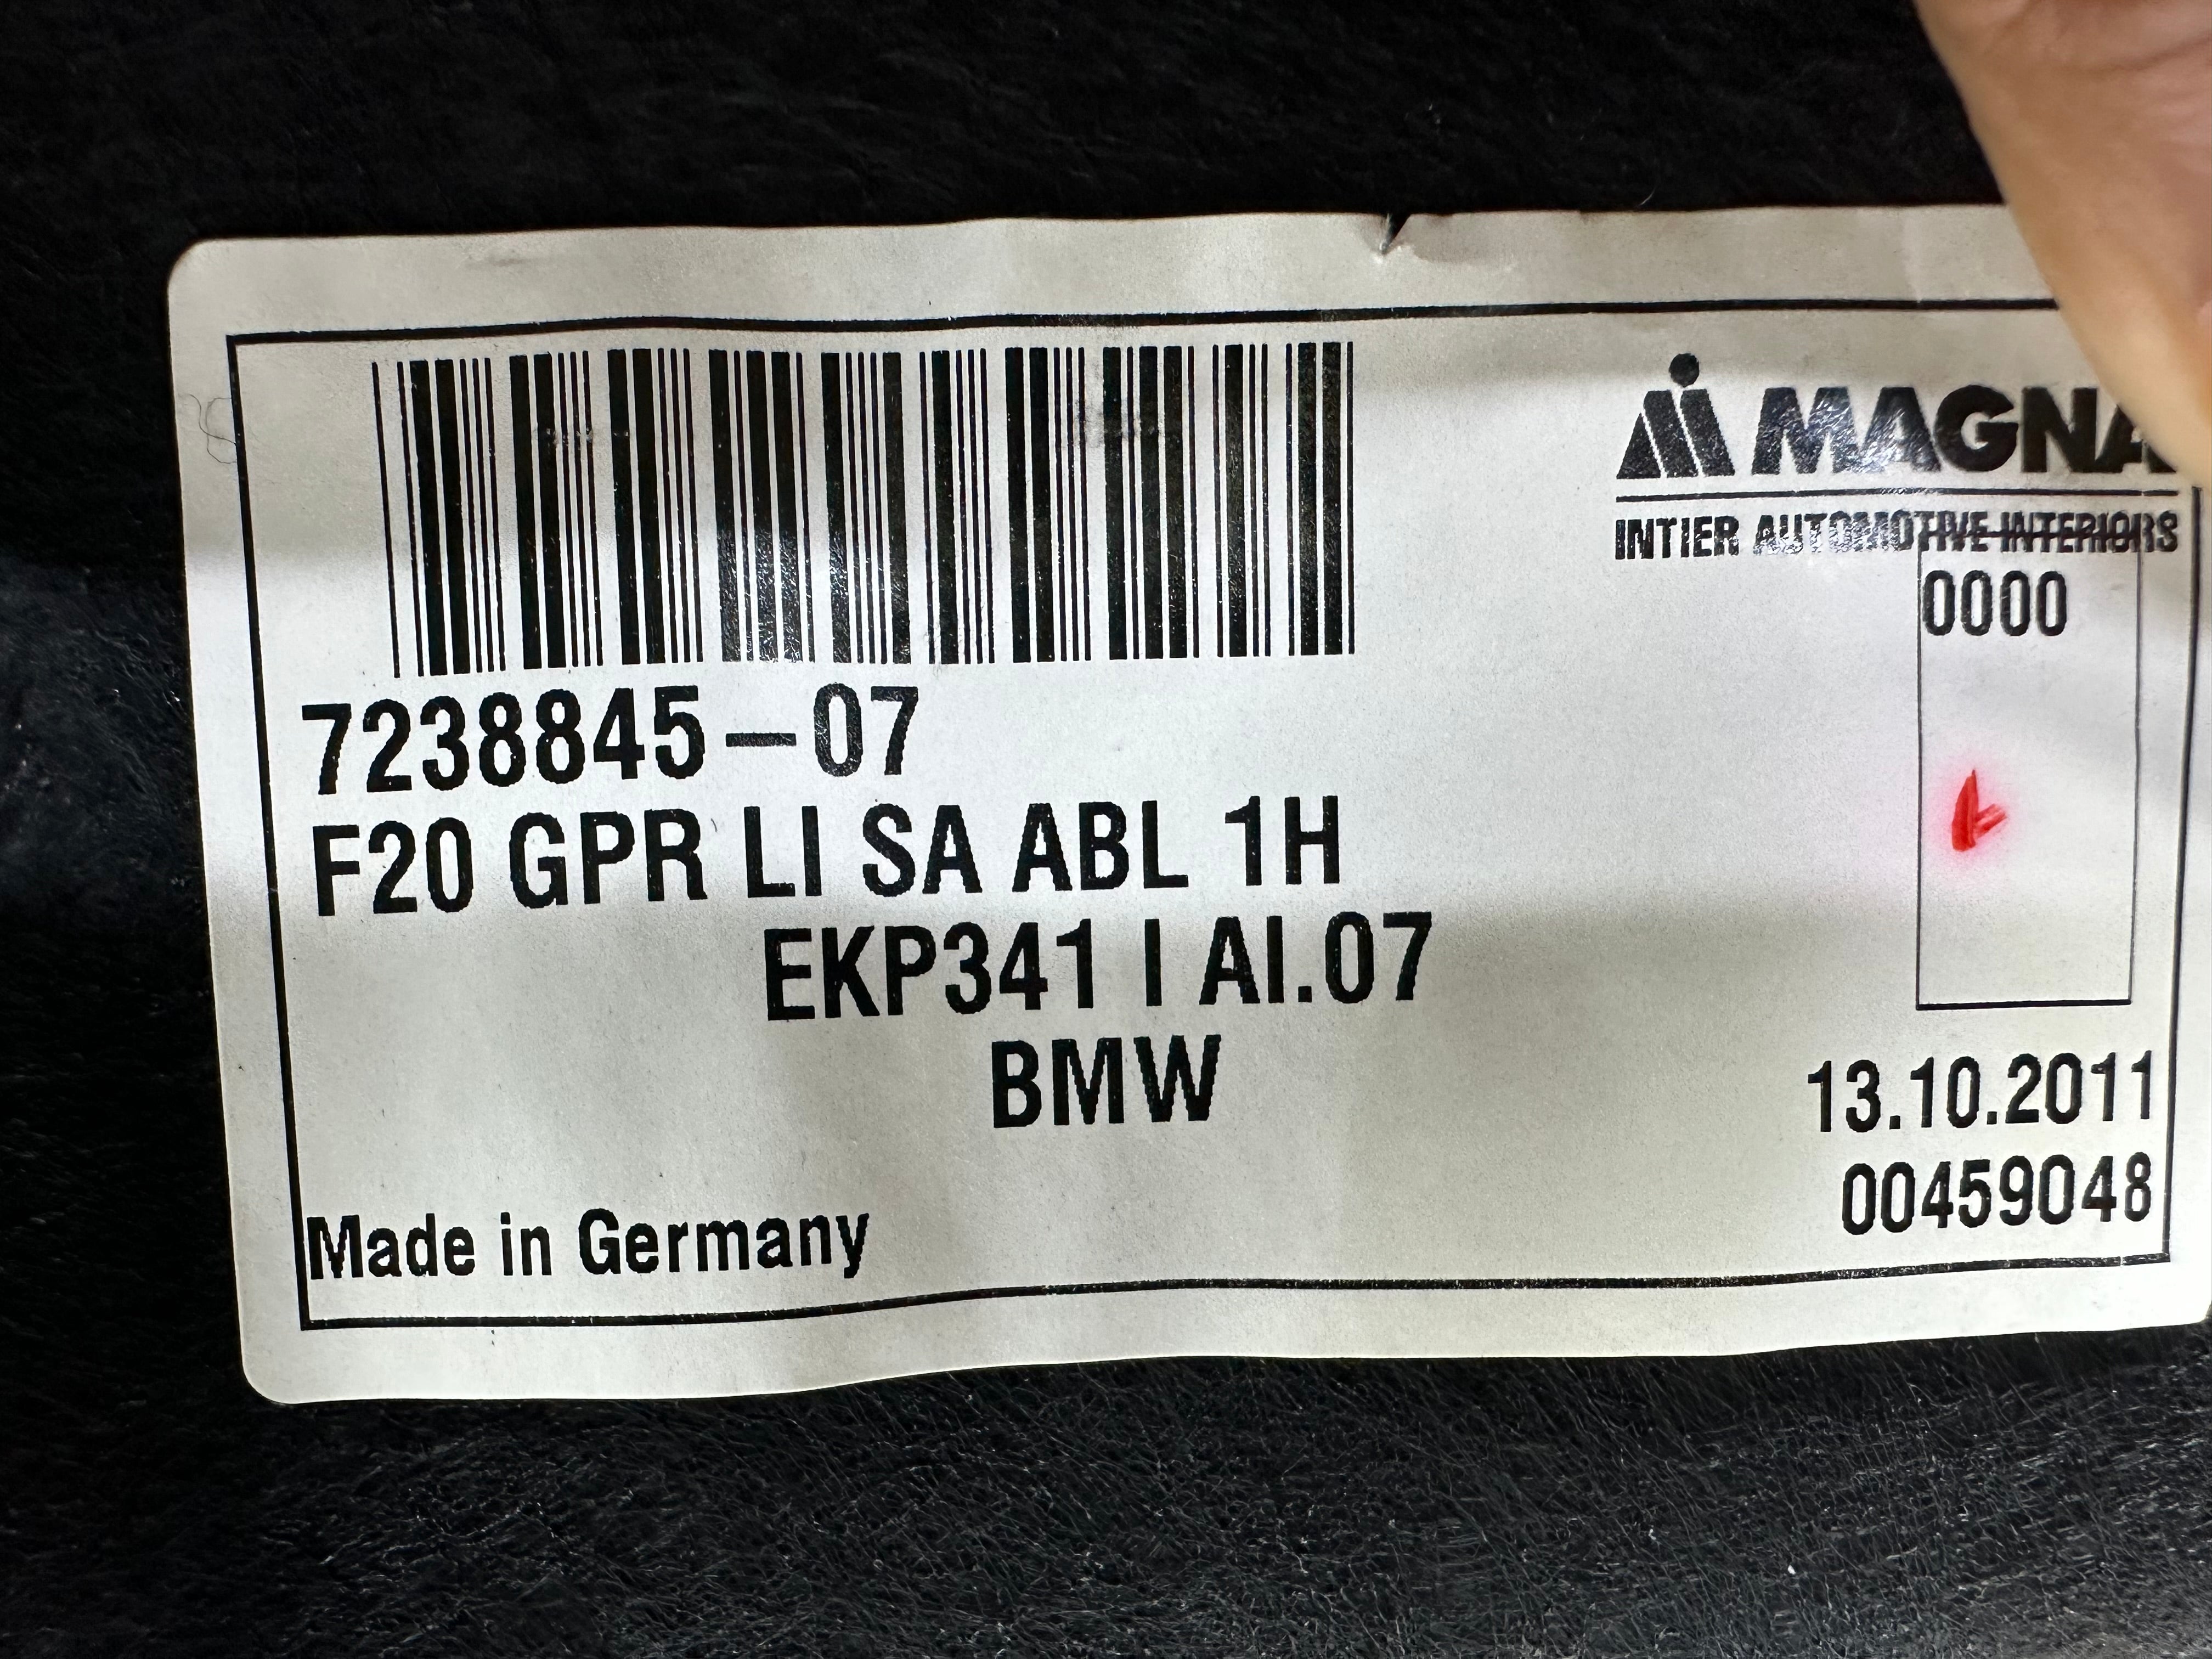 MAGNA
INTIER AUTOMOTIVE INTERIORS
0000
7238845-07
F20 GPR LI SA ABL 1H
EKP341 I AI.07
BMW
13.10.2011
00459048
Made in Germany